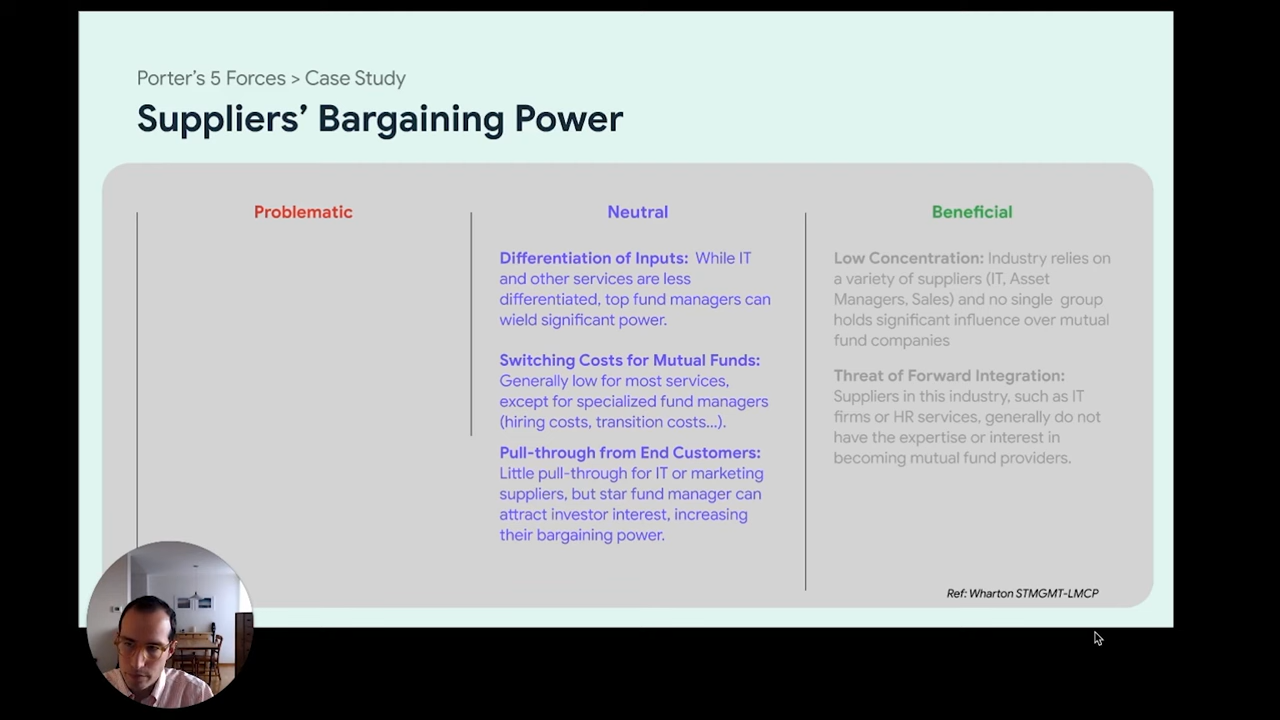 Porter's 5 Forces > Case Study
Suppliers' Bargaining Power
Problematic
Neutral
Differentiation of Inputs: While IT
and other services are less
differentiated, top fund managers can
wield significant power.
Switching Costs for Mutual Funds:
Generally low for most services,
except for specialized fund managers
(hiring costs, transition costs...).
Pull-through from End Customers:
Little pull-through for IT or marketing
suppliers, but star fund manager can
attract investor interest, increasing
their bargaining power.
Beneficial
Low Concentration: Industry relies on
a variety of suppliers (IT, Asset
Managers, Sales) and no single group
holds significant influence over mutual
fund companies
Threat of Forward Integration:
Suppliers in this industry, such as IT
firms or HR services, generally do not
have the expertise or interest in
becoming mutual fund providers.
Ref: Wharton STMGMT-LMCP